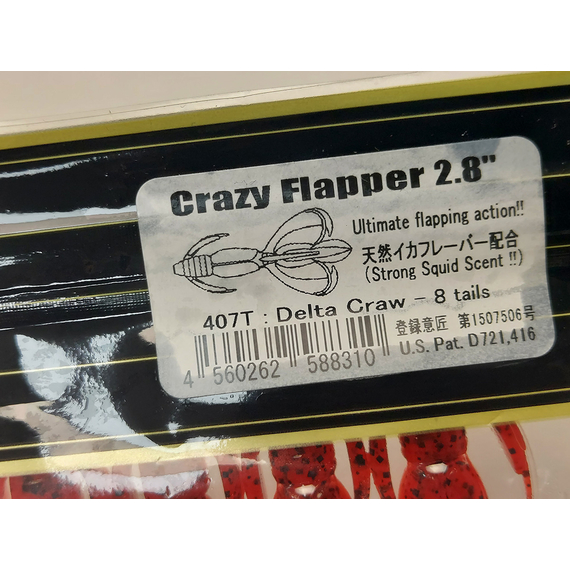 Crazy Flapper 2.8"
Ultimate flapping action!!
天然イカフレーバー配合
(Strong Squid Scent !!)
407T : Delta Craw - 8 tails
4 560262 588310
登録意匠 第1507506号
U.S. Pat. D721,416